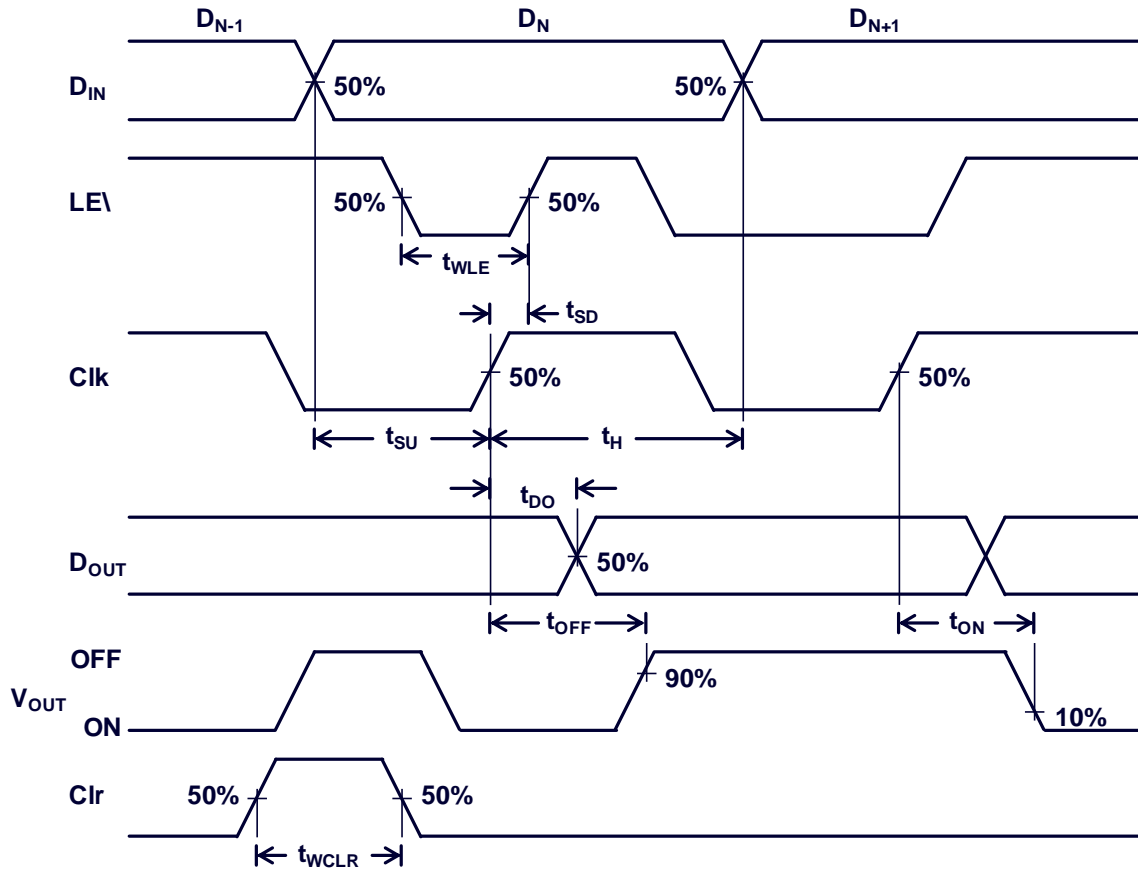 D_N-1 D_N D_N+1
D_IN 50% 50%
LE\ 50% 50%
t_WLE
t_SD
Clk 50% 50%
t_SU t_H
t_DO
D_OUT 50%
t_OFF t_ON
OFF
90%
V_OUT
ON 10%
Clr 50% 50%
t_WCLR